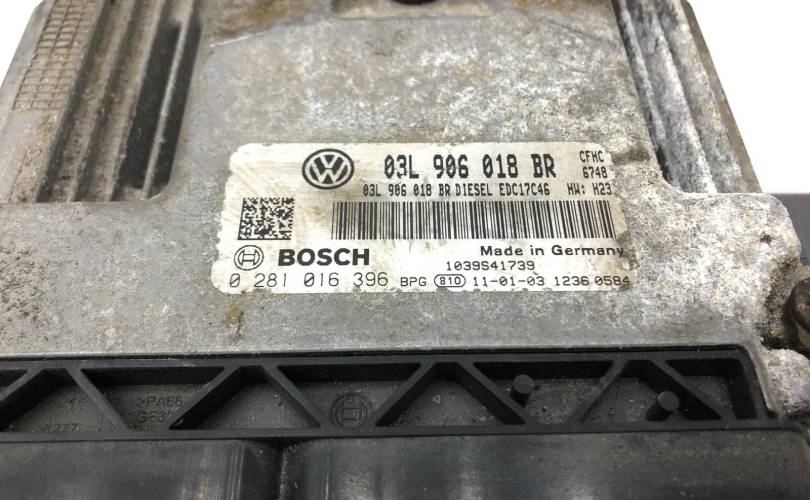 03L 906 018 BR CFHC
6748
03L 906 018 BR DIESEL EDC17C46 HW: H23
BOSCH Made in Germany
1039S41739
0 281 016 396 BPG 810 11-01-03 1236 0584
>PA66